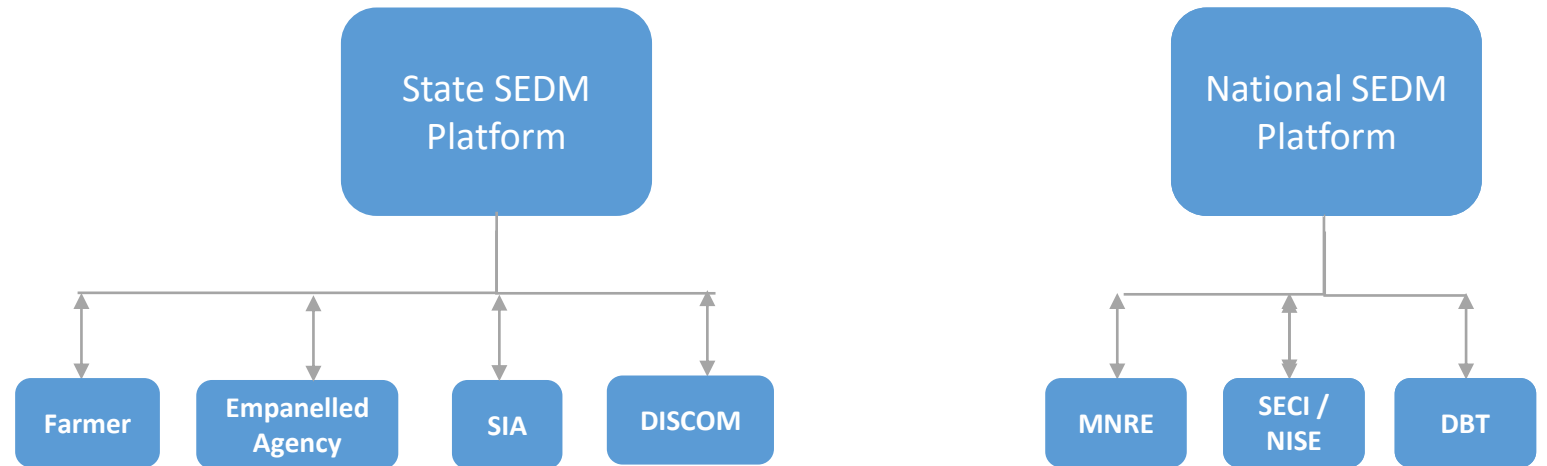 State SEDM
Platform
National SEDM
Platform
Farmer
Empanelled
Agency
SIA
DISCOM
MNRE
SECI /
NISE
DBT